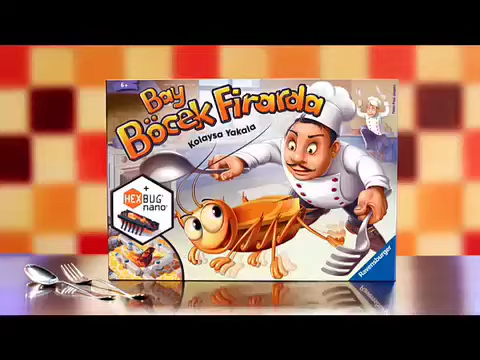 6+
Bay
Böcek Firarda
Kolaysa Yakala
+
HEXBUG®
nano®
Ravensburger